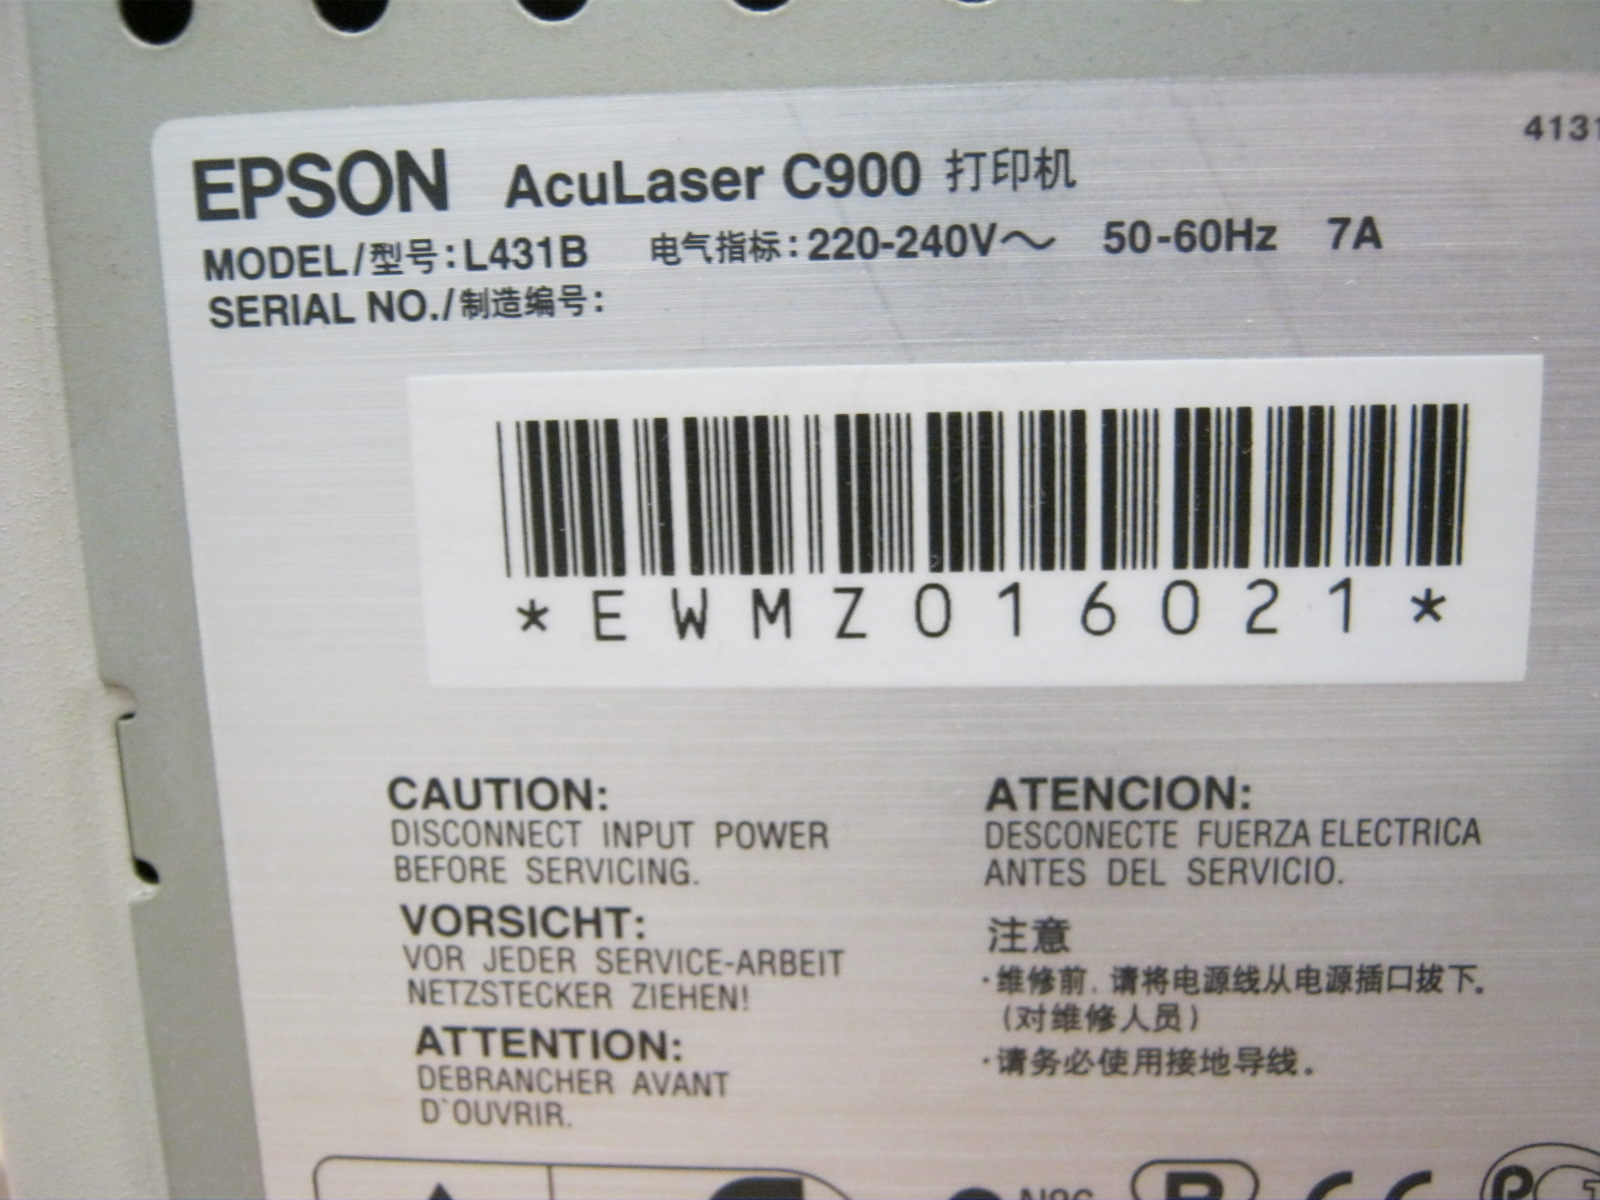 4131
EPSON AcuLaser C900 打印机
MODEL/型号:L431B 电气指标:220-240V～ 50-60Hz 7A
SERIAL NO./制造编号:
*EWMZ016021*
CAUTION:
DISCONNECT INPUT POWER
BEFORE SERVICING.
VORSICHT:
VOR JEDER SERVICE-ARBEIT
NETZSTECKER ZIEHEN!
ATTENTION:
DEBRANCHER AVANT
D`OUVRIR.
ATENCION:
DESCONECTE FUERZA ELECTRICA
ANTES DEL SERVICIO.
注意
·维修前，请将电源线从电源插口拔下。
(对维修人员)
·请务必使用接地导线。